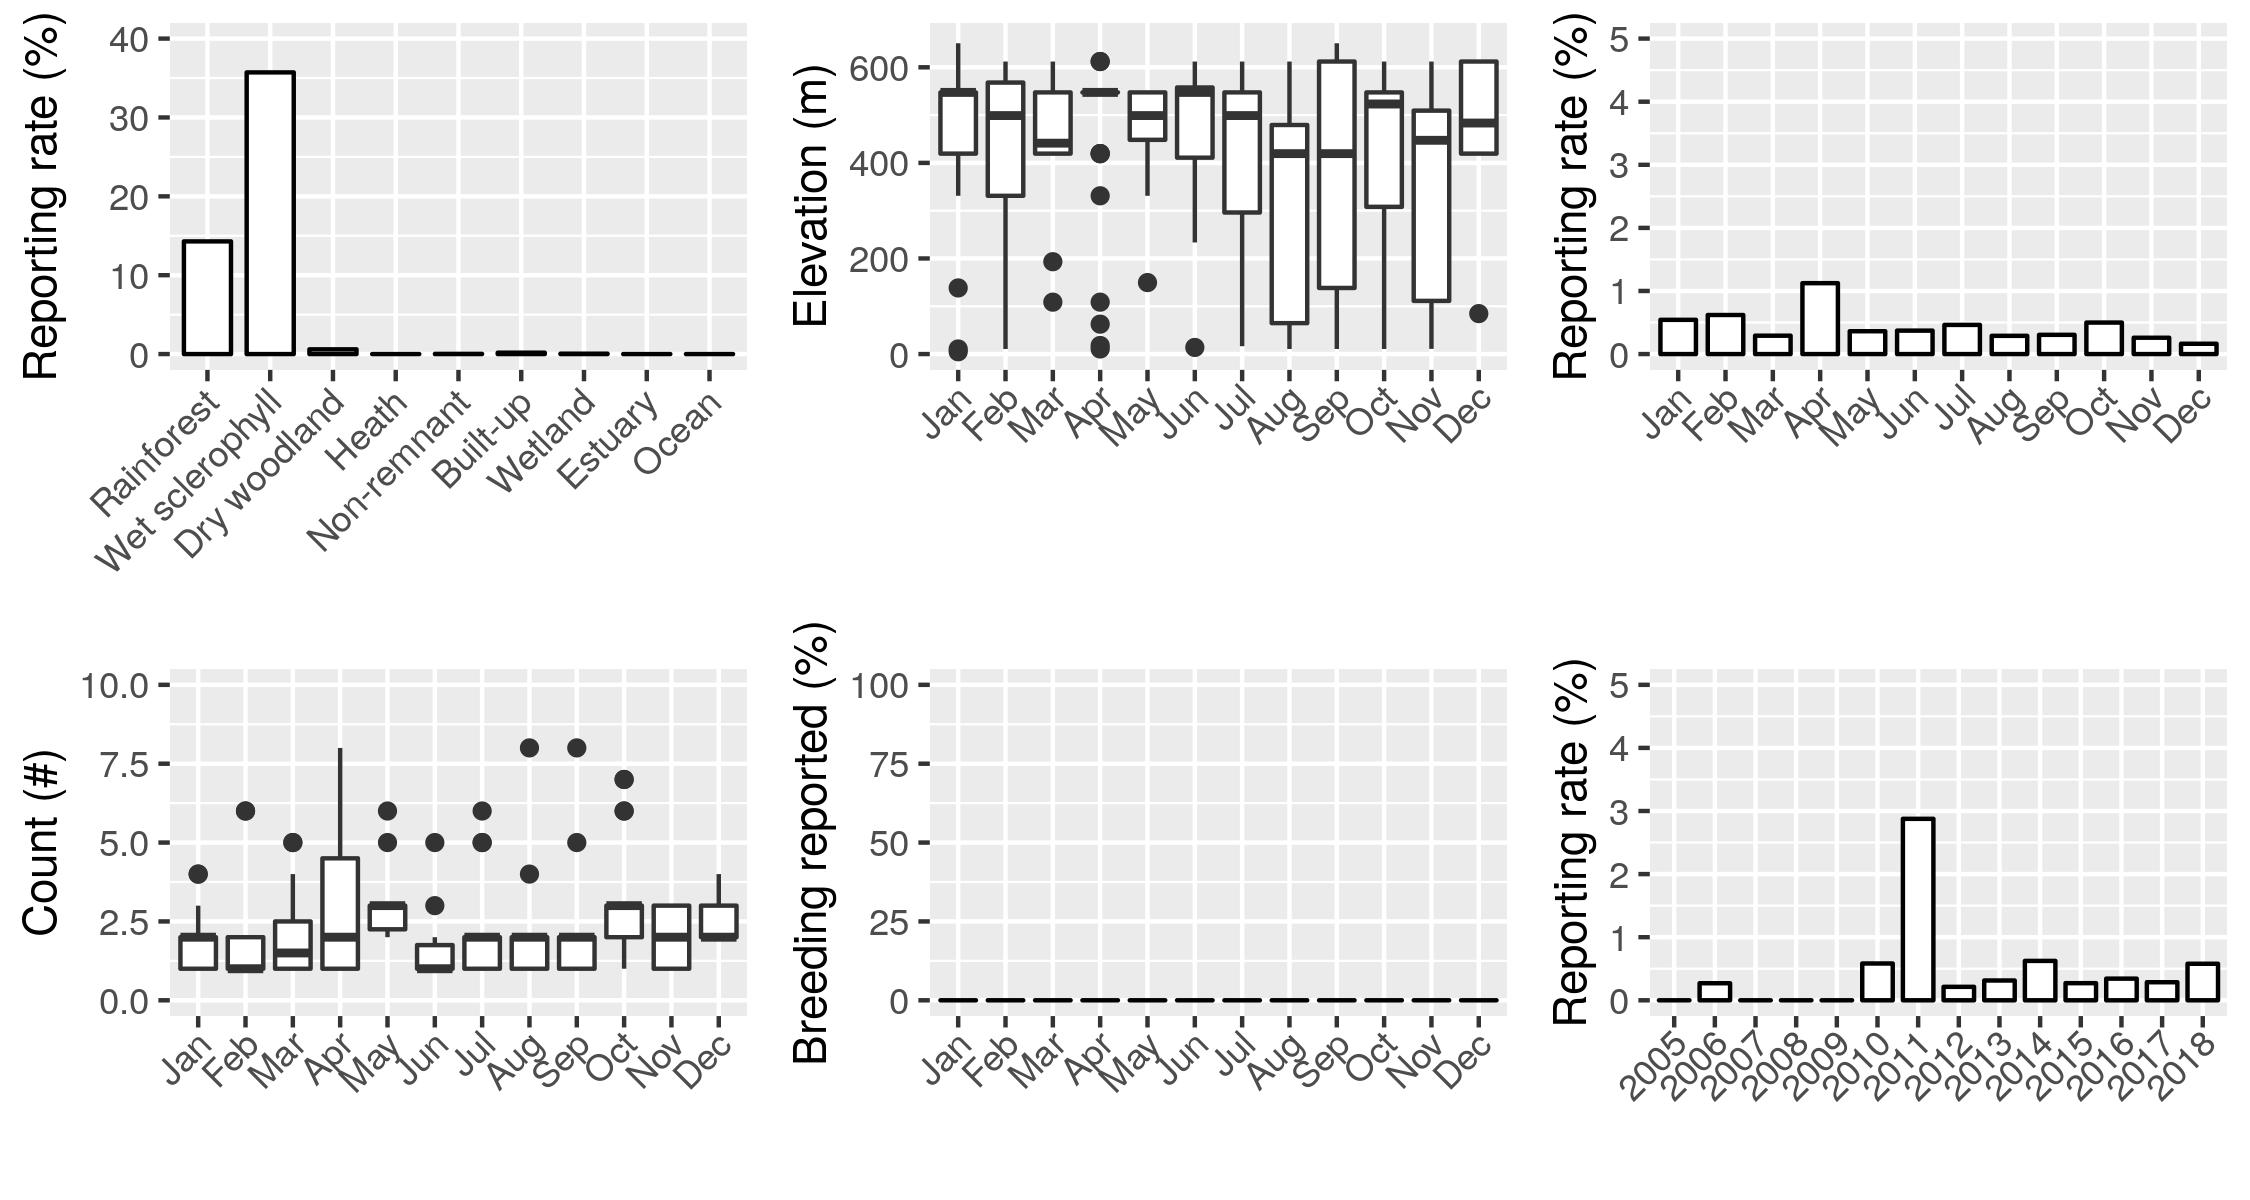 Reporting rate (%)
40
30
20
10
0
Rainforest
Wet sclerophyll
Dry woodland
Heath
Non-remnant
Built-up
Wetland
Estuary
Ocean
Elevation (m)
600
400
200
0
Jan Feb Mar Apr May Jun Jul Aug Sep Oct Nov Dec
Reporting rate (%)
5
4
3
2
1
0
Jan Feb Mar Apr May Jun Jul Aug Sep Oct Nov Dec
Count (#)
10.0
7.5
5.0
2.5
0.0
Jan Feb Mar Apr May Jun Jul Aug Sep Oct Nov Dec
Breeding reported (%)
100
75
50
25
0
Jan Feb Mar Apr May Jun Jul Aug Sep Oct Nov Dec
Reporting rate (%)
5
4
3
2
1
0
2005 2006 2007 2008 2009 2010 2011 2012 2013 2014 2015 2016 2017 2018